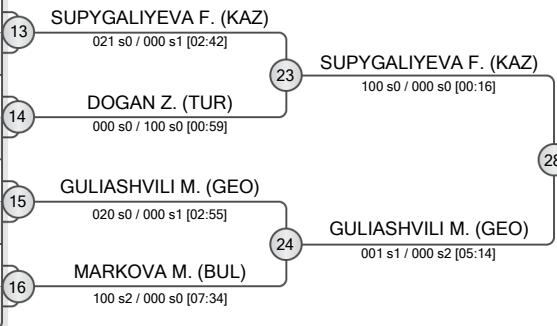 13
SUPYGALIYEVA F. (KAZ)
021 s0 / 000 s1 [02:42]
23
SUPYGALIYEVA F. (KAZ)
100 s0 / 000 s0 [00:16]
14
DOGAN Z. (TUR)
000 s0 / 100 s0 [00:59]
28
15
GULIASHVILI M. (GEO)
020 s0 / 000 s1 [02:55]
24
GULIASHVILI M. (GEO)
001 s1 / 000 s2 [05:14]
16
MARKOVA M. (BUL)
100 s2 / 000 s0 [07:34]